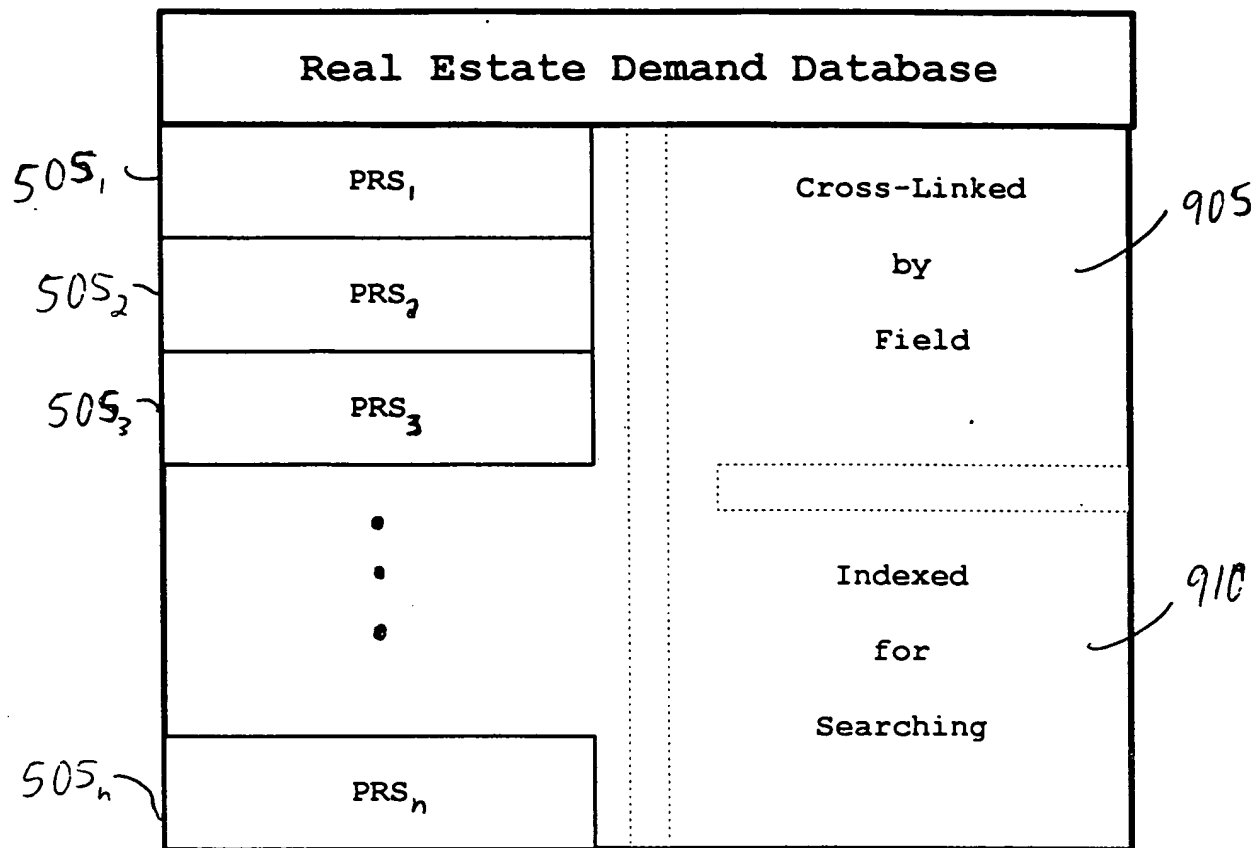 Real Estate Demand Database
505₁
PRS₁
505₂
PRS₂
505₃
PRS₃
505ₙ
PRSₙ
Cross-Linked
by
Field
905
Indexed
for
Searching
910